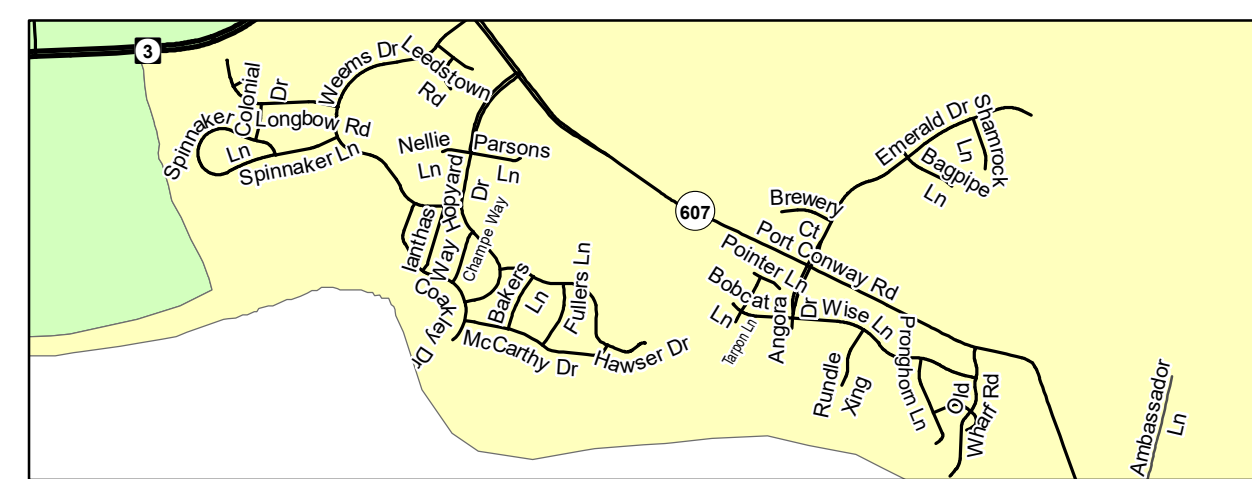 3
Weems Dr
Leedstown
Rd
Colonial
Dr
Longbow Rd
Spinnaker
Ln
Spinnaker Ln
Nellie
Parsons
Ln
Ln
Hopyard
Dr
Ianthas
Way
Champe Way
Coakley Dr
Bakers
Ln
Fullers Ln
McCarthy Dr
Hawser Dr
607
Port Conway Rd
Emerald Dr
Shamrock
Ln
Bagpipe
Ln
Brewery
Ct
Pointer Ln
Bobcat
Ln
Tarpon Ln
Angora
Dr
Wise Ln
Rundle
Xing
Pronghorn Ln
Old
Wharf Rd
Ambassador
Ln